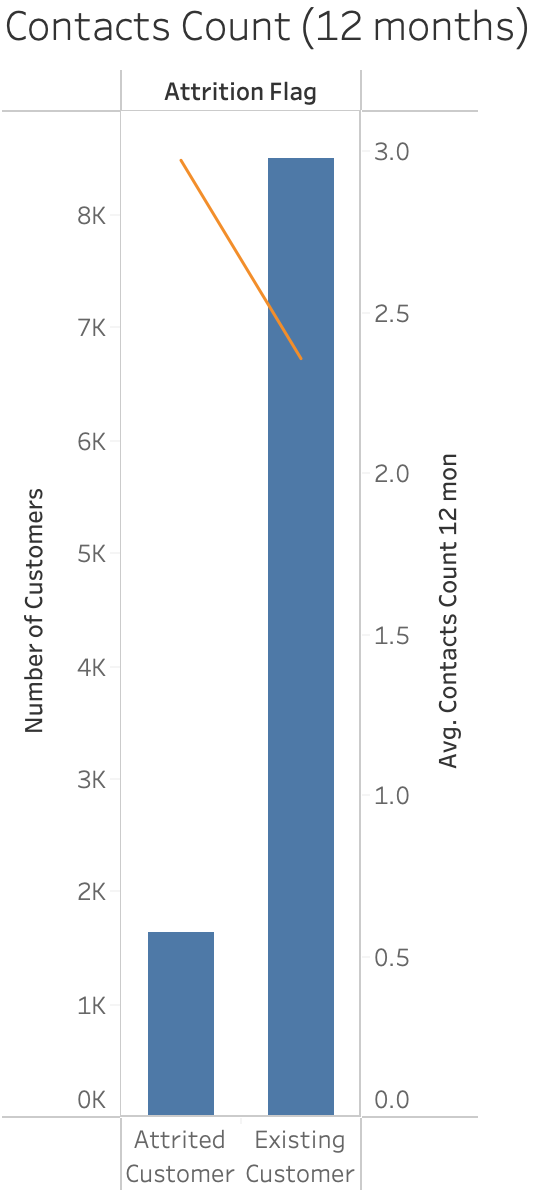 Contacts Count (12 months)
Attrition Flag
Number of Customers
8K
7K
6K
5K
4K
3K
2K
1K
0K
3.0
2.5
2.0
1.5
1.0
0.5
0.0
Avg. Contacts Count 12 mon
Attrited Customer
Existing Customer